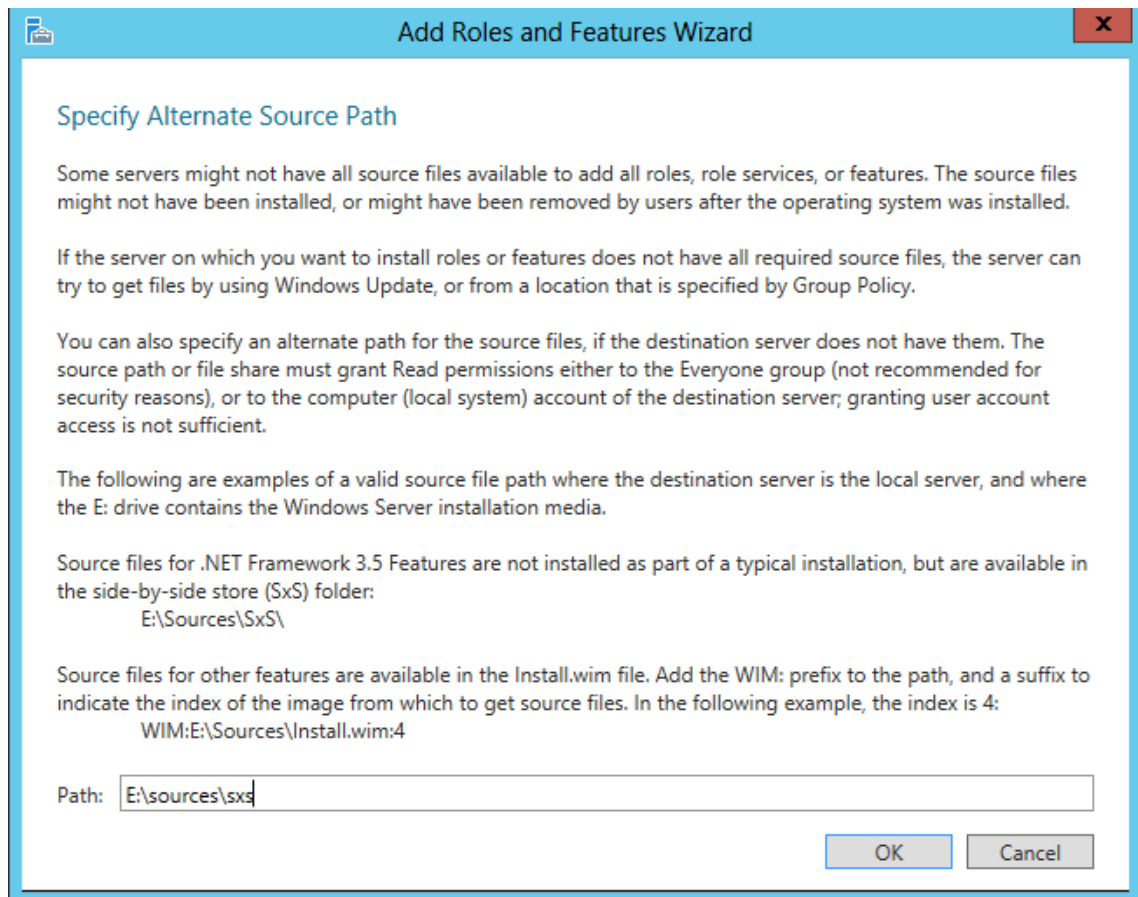 Add Roles and Features Wizard
x
Specify Alternate Source Path
Some servers might not have all source files available to add all roles, role services, or features. The source files
might not have been installed, or might have been removed by users after the operating system was installed.
If the server on which you want to install roles or features does not have all required source files, the server can
try to get files by using Windows Update, or from a location that is specified by Group Policy.
You can also specify an alternate path for the source files, if the destination server does not have them. The
source path or file share must grant Read permissions either to the Everyone group (not recommended for
security reasons), or to the computer (local system) account of the destination server; granting user account
access is not sufficient.
The following are examples of a valid source file path where the destination server is the local server, and where
the E: drive contains the Windows Server installation media.
Source files for .NET Framework 3.5 Features are not installed as part of a typical installation, but are available in
the side-by-side store (SxS) folder:
E:\Sources\SxS\
Source files for other features are available in the Install.wim file. Add the WIM: prefix to the path, and a suffix to
indicate the index of the image from which to get source files. In the following example, the index is 4:
WIM:E:\Sources\Install.wim:4
Path: E:\sources\sxs
OK Cancel